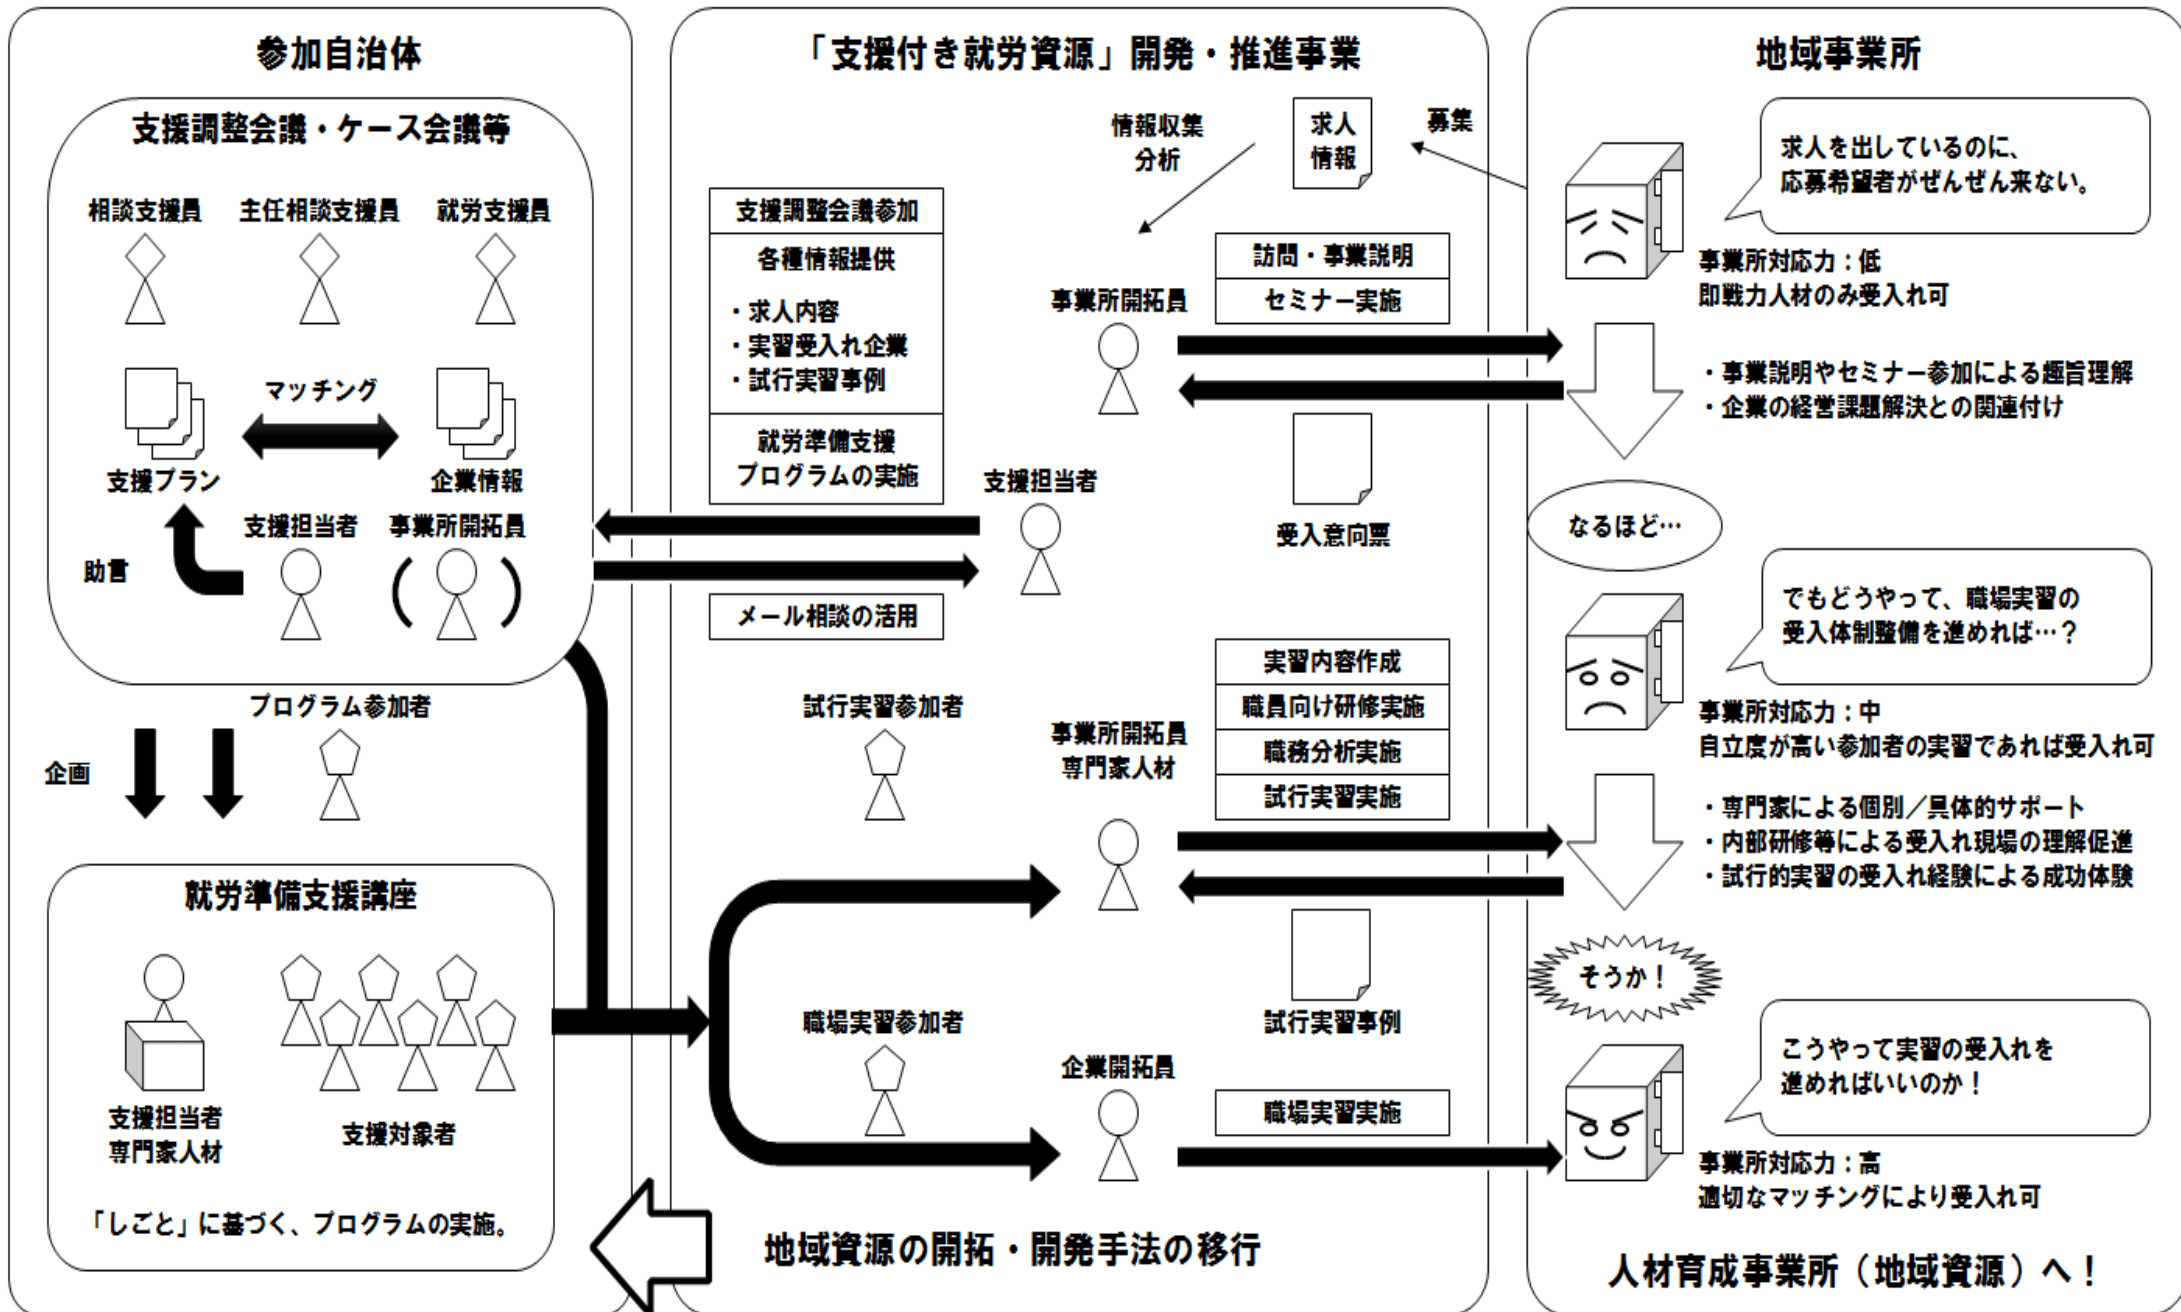 参加自治体
支援調整会議・ケース会議等
相談支援員
主任相談支援員
就労支援員
マッチング
支援プラン
企業情報
支援担当者
事業所開拓員
助言
プログラム参加者
企画
就労準備支援講座
支援担当者
専門家人材
支援対象者
「しごと」に基づく、プログラムの実施。
「支援付き就労資源」開発・推進事業
情報収集
分析
求人
情報
募集
支援調整会議参加
各種情報提供
・求人内容
・実習受入れ企業
・試行実習事例
就労準備支援
プログラムの実施
訪問・事業説明
セミナー実施
事業所開拓員
支援担当者
受入意向票
メール相談の活用
試行実習参加者
事業所開拓員
専門家人材
実習内容作成
職員向け研修実施
職務分析実施
試行実習実施
試行実習事例
職場実習参加者
企業開拓員
職場実習実施
地域資源の開拓・開発手法の移行
地域事業所
求人を出しているのに、
応募希望者がぜんぜん来ない。
事業所対応力：低
即戦力人材のみ受入れ可
・事業説明やセミナー参加による趣旨理解
・企業の経営課題解決との関連付け
なるほど…
でもどうやって、職場実習の
受入体制整備を進めれば…？
事業所対応力：中
自立度が高い参加者の実習であれば受入れ可
・専門家による個別／具体的サポート
・内部研修等による受入れ現場の理解促進
・試行的実習の受入れ経験による成功体験
そうか！
こうやって実習の受入れを
進めればいいのか！
事業所対応力：高
適切なマッチングにより受入れ可
人材育成事業所（地域資源）へ！